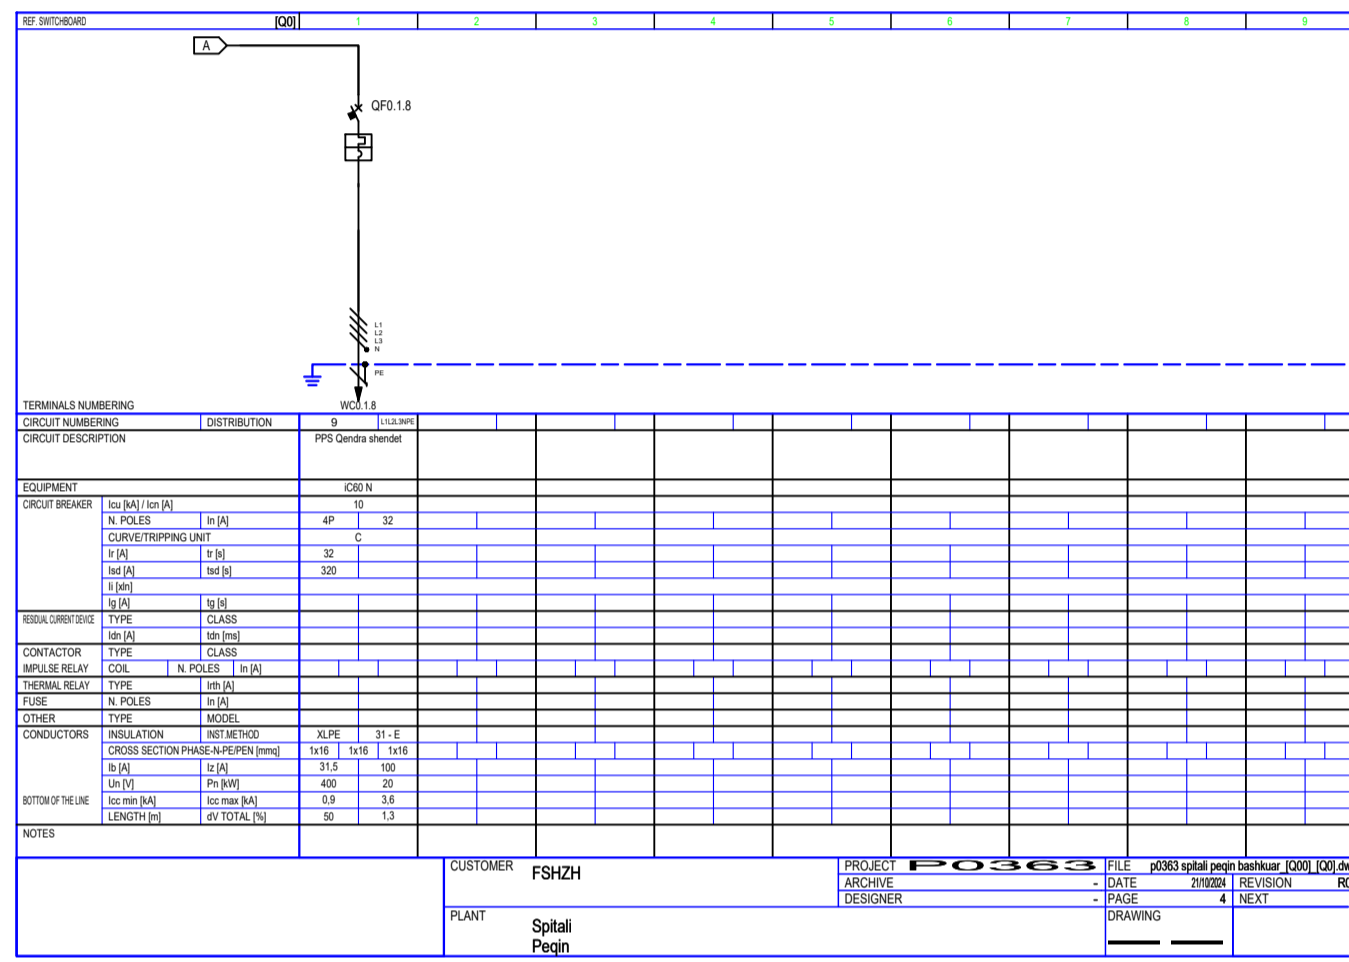 REF. SWITCHBOARD [Q0] 1 2 3 4 5 6 7 8 9
A
QF0.1.8
L1
L2
L3
N
PE
TERMINALS NUMBERING WC0.1.8
CIRCUIT NUMBERING DISTRIBUTION 9 L1L2L3NPE
CIRCUIT DESCRIPTION PPS Qendra shendet
EQUIPMENT iC60 N
CIRCUIT BREAKER Icu [kA] / Icn [A] 10
N. POLES In [A] 4P 32
CURVE/TRIPPING UNIT C
Ir [A] tr [s] 32
Isd [A] tsd [s] 320
Ii [xIn]
Ig [A] tg [s]
RESIDUAL CURRENT DEVICE TYPE CLASS
Idn [A] tdn [ms]
CONTACTOR TYPE CLASS
IMPULSE RELAY COIL N. POLES In [A]
THERMAL RELAY TYPE Irth [A]
FUSE N. POLES In [A]
OTHER TYPE MODEL
CONDUCTORS INSULATION INST.METHOD XLPE 31 - E
CROSS SECTION PHASE-N-PE/PEN [mmq] 1x16 1x16 1x16
Ib [A] Iz [A] 31,5 100
Un [V] Pn [kW] 400 20
BOTTOM OF THE LINE Icc min [kA] Icc max [kA] 0,9 3,6
LENGTH [m] dV TOTAL [%] 50 1,3
NOTES
CUSTOMER FSHZH
PROJECT P0363 FILE p0363 spitali peqin bashkuar_[Q00]_[Q0].dw
ARCHIVE - DATE 21/10/2024 REVISION R0
DESIGNER - PAGE 4 NEXT
PLANT Spitali
Peqin
DRAWING